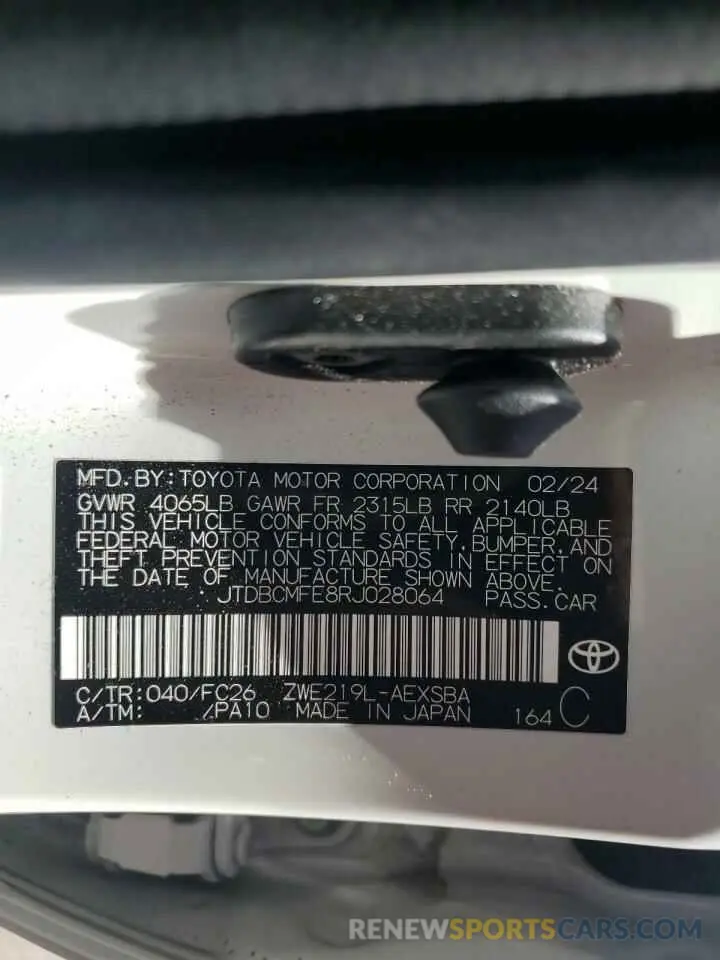 MFD. BY: TOYOTA MOTOR CORPORATION 02/24
GVWR 4065LB GAWR FR 2315LB RR 2140LB
THIS VEHICLE CONFORMS TO ALL APPLICABLE
FEDERAL MOTOR VEHICLE SAFETY, BUMPER, AND
THEFT PREVENTION STANDARDS IN EFFECT ON
THE DATE OF MANUFACTURE SHOWN ABOVE.
JTDBCMFE8RJ028064 PASS. CAR
C/TR: 040/FC26 ZWE219L-AEXSBA
A/TM: /PA10 MADE IN JAPAN 164 C
RENEWSPORTSCARS.COM